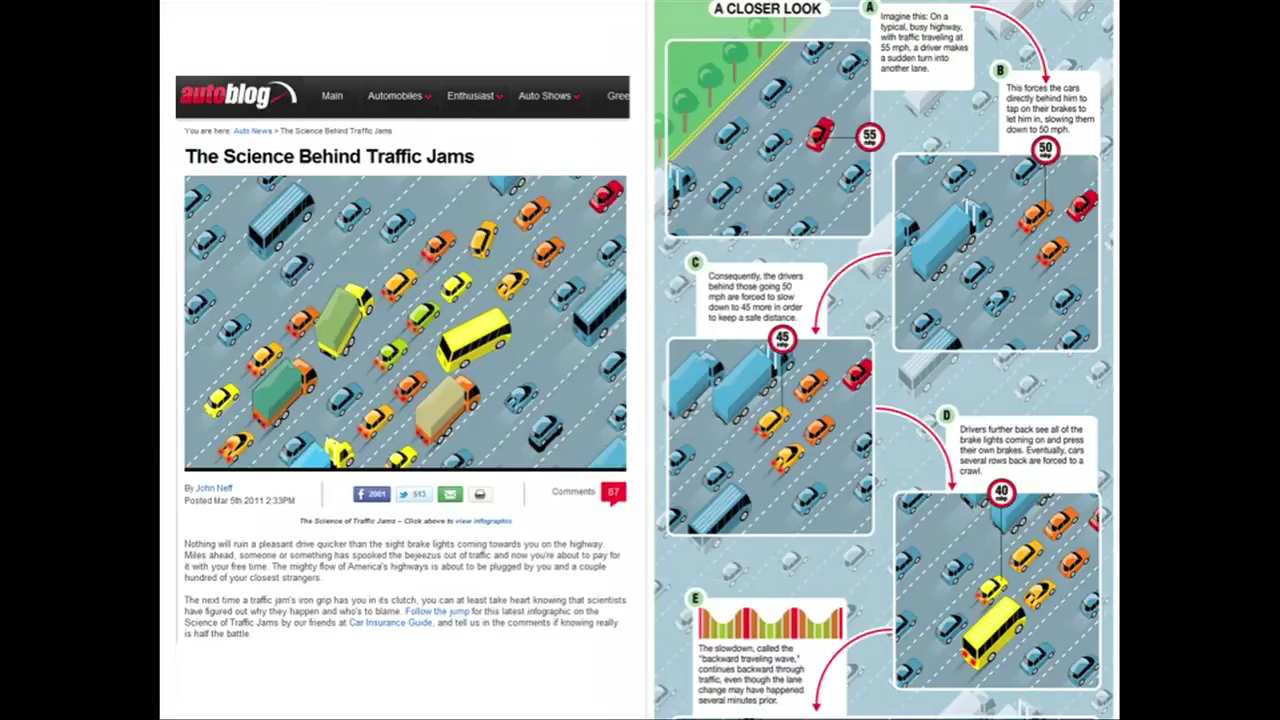 autoblog
Main
Automobiles
Enthusiast
Auto Shows
Gree
You are here: Auto News > The Science Behind Traffic Jams
The Science Behind Traffic Jams
By John Neff
Posted Mar 5th 2011 2:33PM
2001
513
Comments
87
The Science of Traffic Jams – Click above to view infographic
Nothing will ruin a pleasant drive quicker than the sight brake lights coming towards you on the highway.
Miles ahead, someone or something has spooked the bejeezus out of traffic and now you're about to pay for
it with your free time. The mighty flow of America's highways is about to be plugged by you and a couple
hundred of your closest strangers.
The next time a traffic jam's iron grip has you in its clutch, you can at least take heart knowing that scientists
have figured out why they happen and who's to blame. Follow the jump for this latest infographic on the
Science of Traffic Jams by our friends at Car Insurance Guide, and tell us in the comments if knowing really
is half the battle.
A CLOSER LOOK
A
Imagine this: On a
typical, busy highway,
with traffic traveling at
55 mph, a driver makes
a sudden turn into
another lane.
55
mhp
B
This forces the cars
directly behind him to
tap on their brakes to
let him in, slowing them
down to 50 mph.
50
mhp
C
Consequently, the drivers
behind those going 50
mph are forced to slow
down to 45 more in order
to keep a safe distance.
45
mhp
D
Drivers further back see all of the
brake lights coming on and press
their own brakes. Eventually, cars
several rows back are forced to a
crawl.
40
mhp
E
The slowdown, called the
"backward traveling wave,"
continues backward through
traffic, even though the lane
change may have happened
several minutes prior.